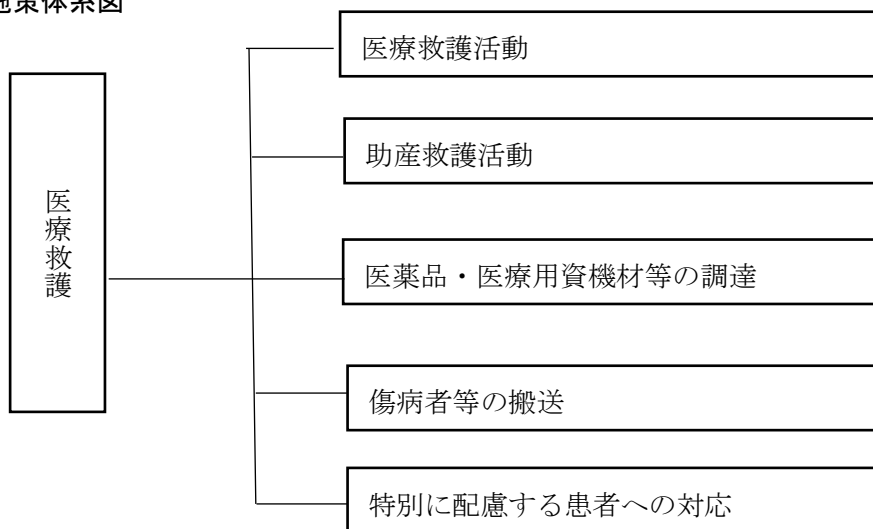 施策体系図
医療救護
医療救護活動
助産救護活動
医薬品・医療用資機材等の調達
傷病者等の搬送
特別に配慮する患者への対応